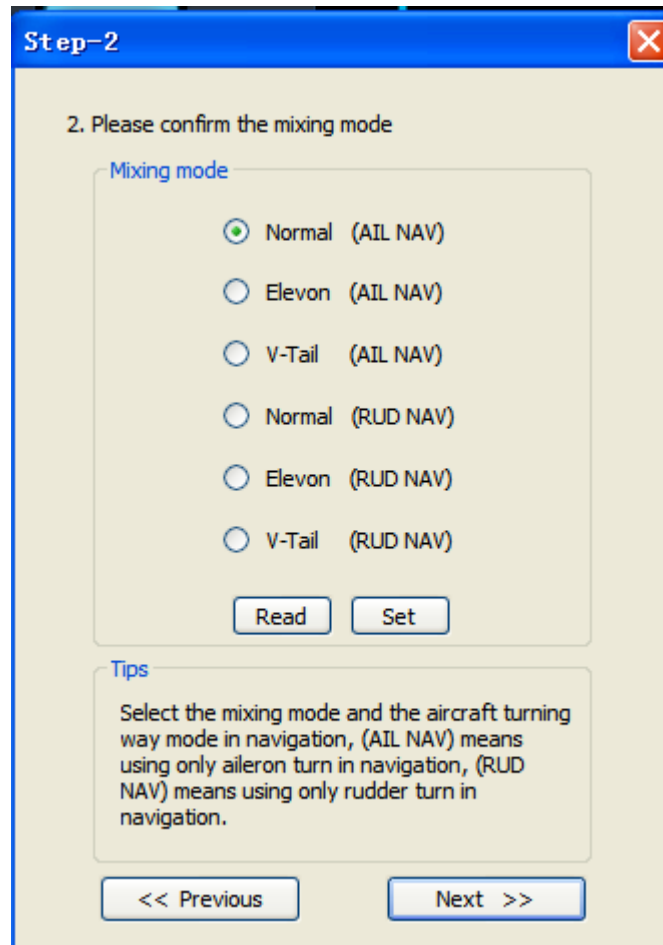 Step-2
2. Please confirm the mixing mode
Mixing mode
Normal (AIL NAV)
Elevon (AIL NAV)
V-Tail (AIL NAV)
Normal (RUD NAV)
Elevon (RUD NAV)
V-Tail (RUD NAV)
Read Set
Tips
Select the mixing mode and the aircraft turning
way mode in navigation, (AIL NAV) means
using only aileron turn in navigation, (RUD
NAV) means using only rudder turn in
navigation.
<< Previous Next >>